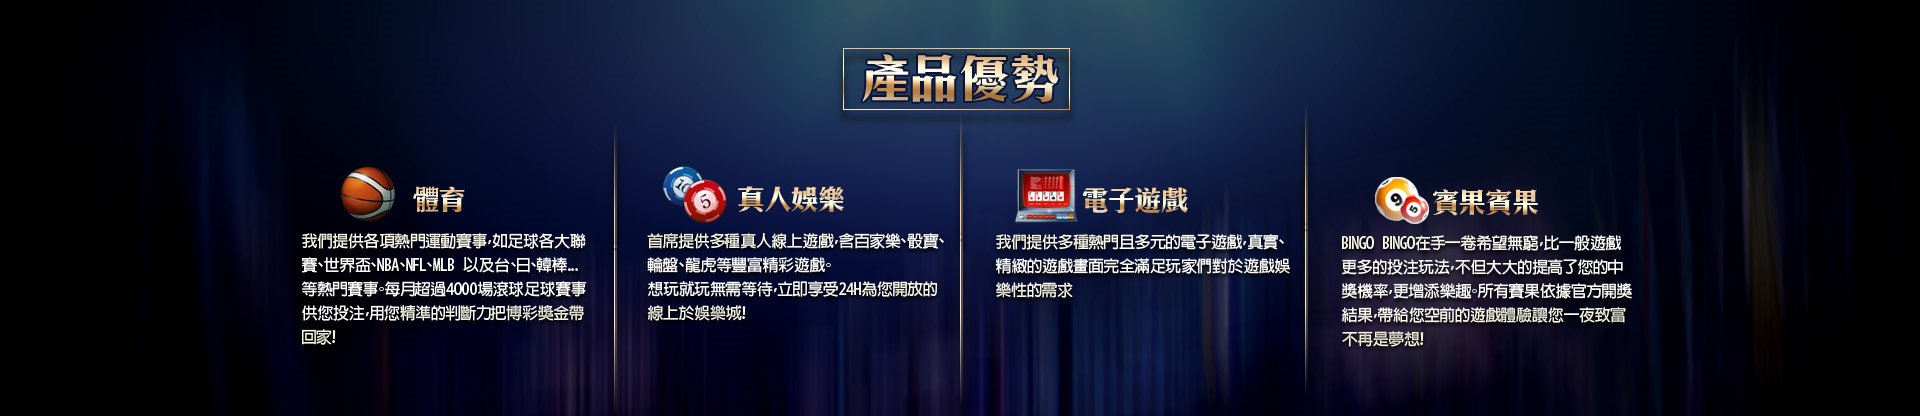 產品優勢
體育
我們提供各項熱門運動賽事,如足球各大聯
賽、世界盃、NBA、NFL、MLB 以及台、日、韓棒...
等熱門賽事。每月超過4000場滾球足球賽事
供您投注,用您精準的判斷力把博彩獎金帶
回家!
真人娛樂
首席提供多種真人線上遊戲,含百家樂、骰寶、
輪盤、龍虎等豐富精彩遊戲。
想玩就玩無需等待,立即享受24H為您開放的
線上於娛樂城!
電子遊戲
我們提供多種熱門且多元的電子遊戲,真實、
精緻的遊戲畫面完全滿足玩家們對於遊戲娛
樂性的需求
賓果賓果
BINGO BINGO在手一卷希望無窮,比一般遊戲
更多的投注玩法,不但大大的提高了您的中
獎機率,更增添樂趣。所有賽果依據官方開獎
結果,帶給您空前的遊戲體驗讓您一夜致富
不再是夢想!